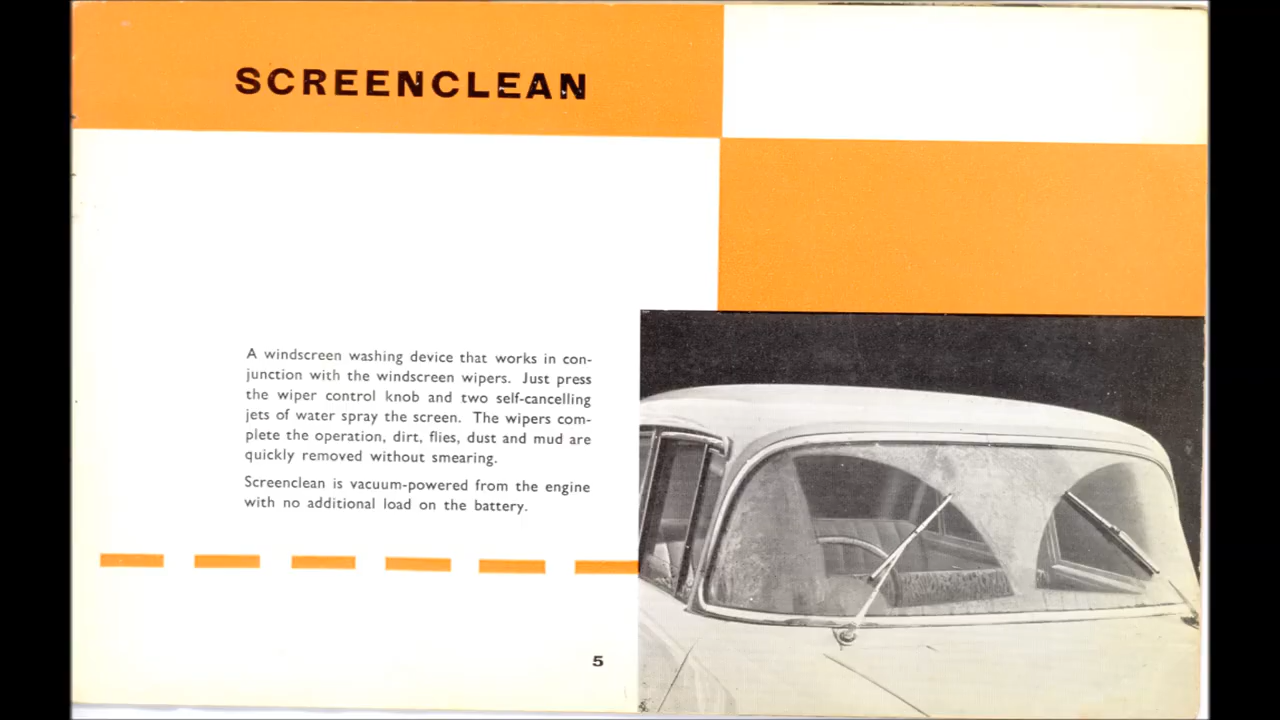 SCREENCLEAN
A windscreen washing device that works in con-
junction with the windscreen wipers. Just press
the wiper control knob and two self-cancelling
jets of water spray the screen. The wipers com-
plete the operation, dirt, flies, dust and mud are
quickly removed without smearing.
Screenclean is vacuum-powered from the engine
with no additional load on the battery.
5